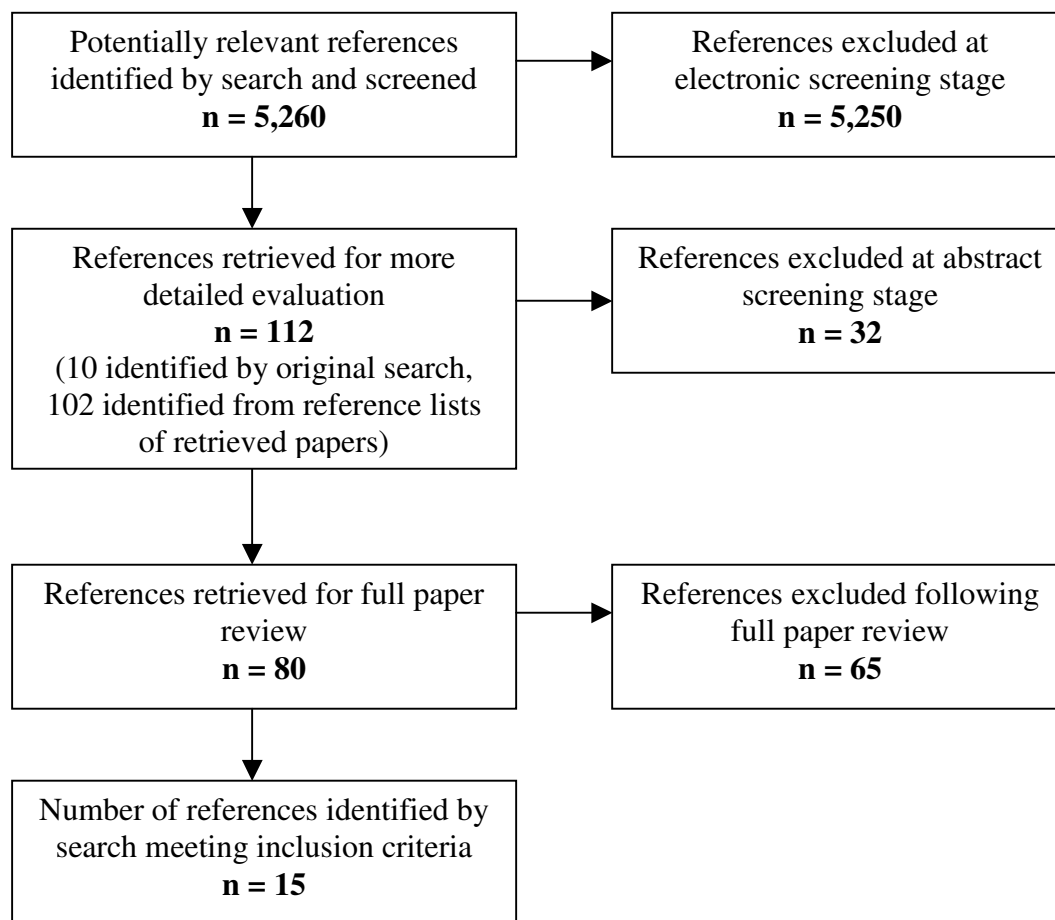 Potentially relevant references
identified by search and screened
n = 5,260
References excluded at
electronic screening stage
n = 5,250
References retrieved for more
detailed evaluation
n = 112
(10 identified by original search,
102 identified from reference lists
of retrieved papers)
References excluded at abstract
screening stage
n = 32
References retrieved for full paper
review
n = 80
References excluded following
full paper review
n = 65
Number of references identified by
search meeting inclusion criteria
n = 15